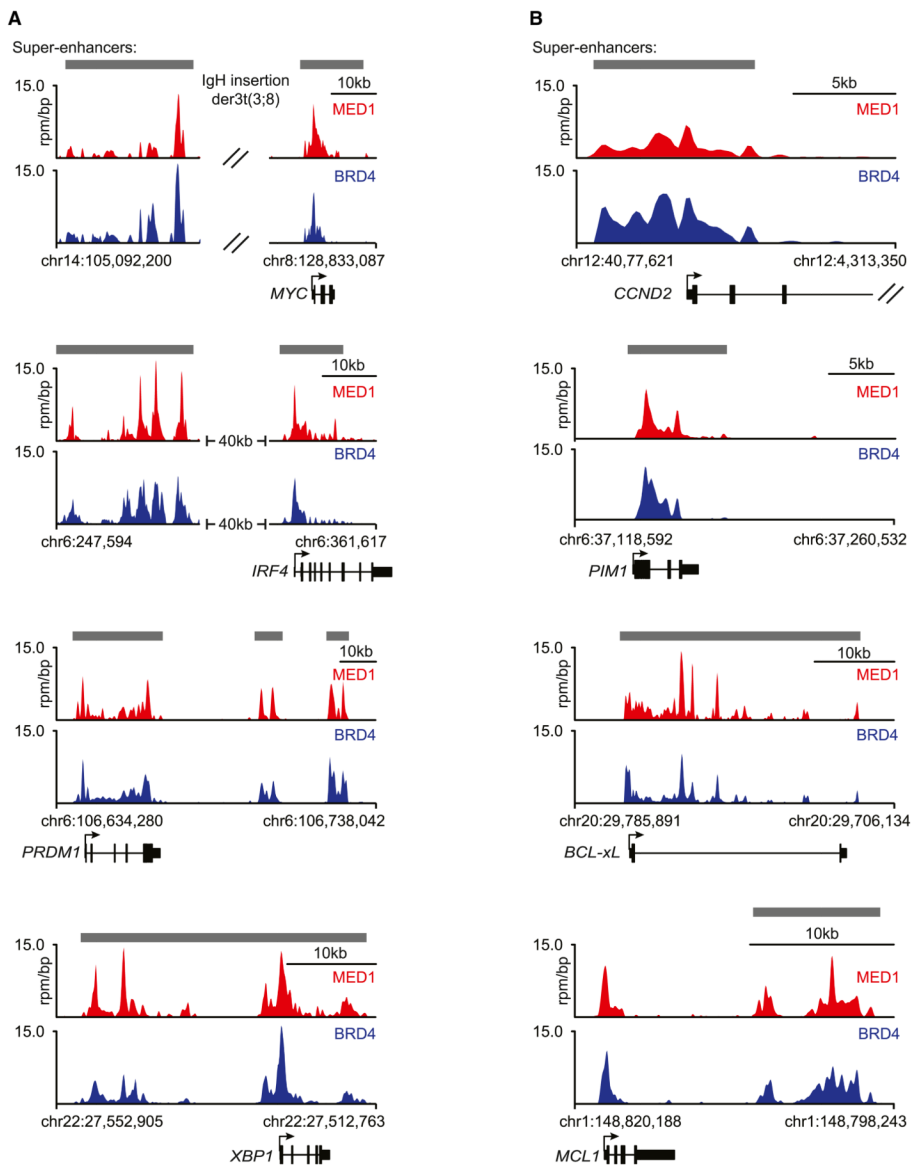 A
Super-enhancers:
IgH insertion
der3t(3;8)
10kb
15.0
MED1
rpm/bp
15.0
BRD4
chr14:105,092,200
chr8:128,833,087
MYC
10kb
15.0
MED1
rpm/bp
40kb
15.0
BRD4
40kb
chr6:247,594
chr6:361,617
IRF4
15.0
10kb
MED1
rpm/bp
15.0
BRD4
chr6:106,634,280
chr6:106,738,042
PRDM1
15.0
10kb
MED1
rpm/bp
15.0
BRD4
chr22:27,552,905
chr22:27,512,763
XBP1
B
Super-enhancers:
5kb
15.0
MED1
rpm/bp
15.0
BRD4
chr12:40,77,621
chr12:4,313,350
CCND2
5kb
15.0
MED1
rpm/bp
15.0
BRD4
chr6:37,118,592
chr6:37,260,532
PIM1
15.0
10kb
MED1
rpm/bp
15.0
BRD4
chr20:29,785,891
chr20:29,706,134
BCL-xL
10kb
15.0
MED1
rpm/bp
15.0
BRD4
chr1:148,820,188
chr1:148,798,243
MCL1